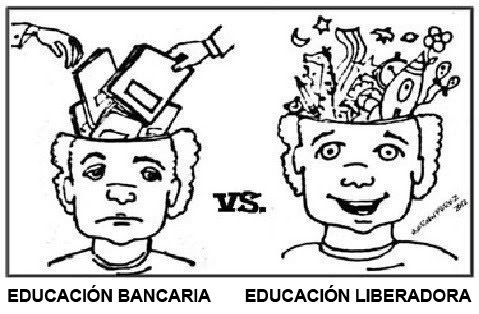 VS.
EDUCACIÓN BANCARIA
EDUCACIÓN LIBERADORA